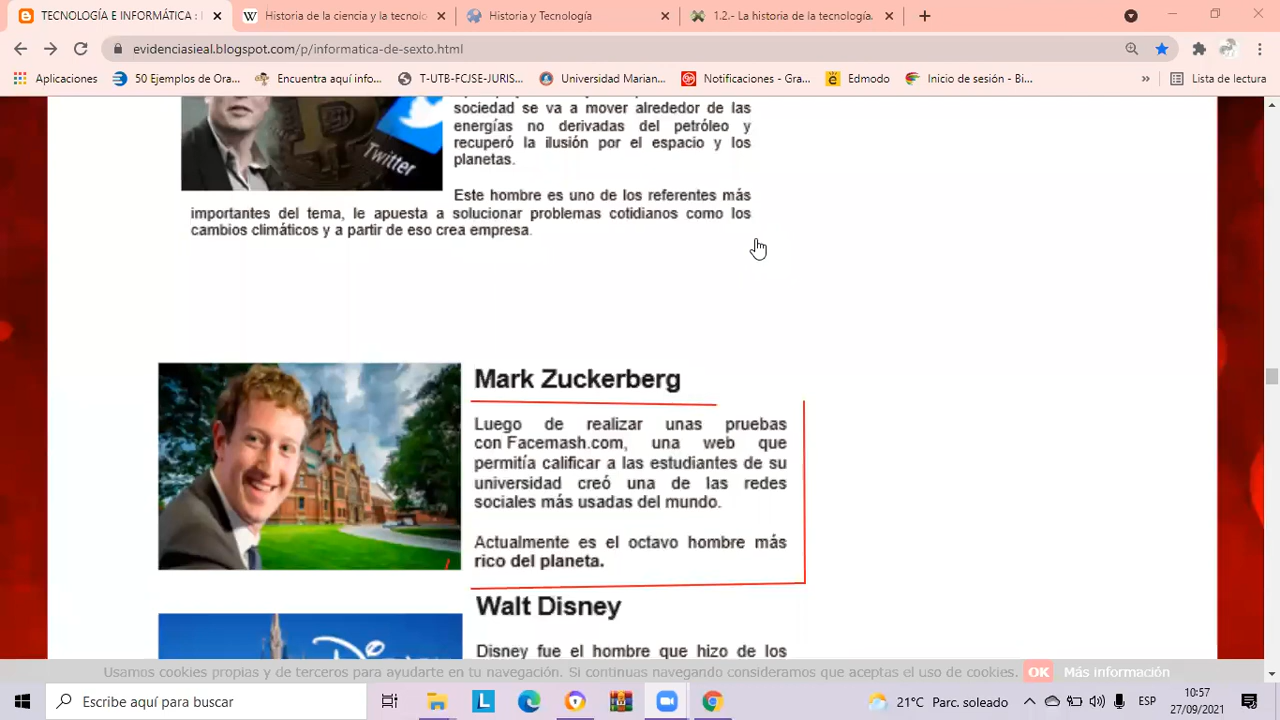 TECNOLOGÍA E INFORMÁTICA :
Historia de la ciencia y la tecnol
Historia y Tecnología
1.2.- La historia de la tecnología.
evidenciasieal.blogspot.com/p/informatica-de-sexto.html
Aplicaciones
50 Ejemplos de Ora...
Encuentra aquí info...
T-UTB-FCJSE-JURIS...
Universidad Marian...
Notificaciones - Gra...
Edmodo
Inicio de sesión - Bi...
»
Lista de lectura
sociedad se va a mover alrededor de las
energías no derivadas del petróleo y
recuperó la ilusión por el espacio y los
planetas.
Twitter
Este hombre es uno de los referentes más
importantes del tema, le apuesta a solucionar problemas cotidianos como los
cambios climáticos y a partir de eso crea empresa.
Mark Zuckerberg
Luego de realizar unas pruebas
con Facemash.com, una web que
permitía calificar a las estudiantes de su
universidad creó una de las redes
sociales más usadas del mundo.
Actualmente es el octavo hombre más
rico del planeta.
Walt Disney
Disney
Disney fue el hombre que hizo de los
Usamos cookies propias y de terceros para ayudarte en tu navegación. Si continuas navegando consideramos que aceptas el uso de cookies. OK Más información
Escribe aquí para buscar
L
21°C Parc. soleado
ESP
10:57
27/09/2021